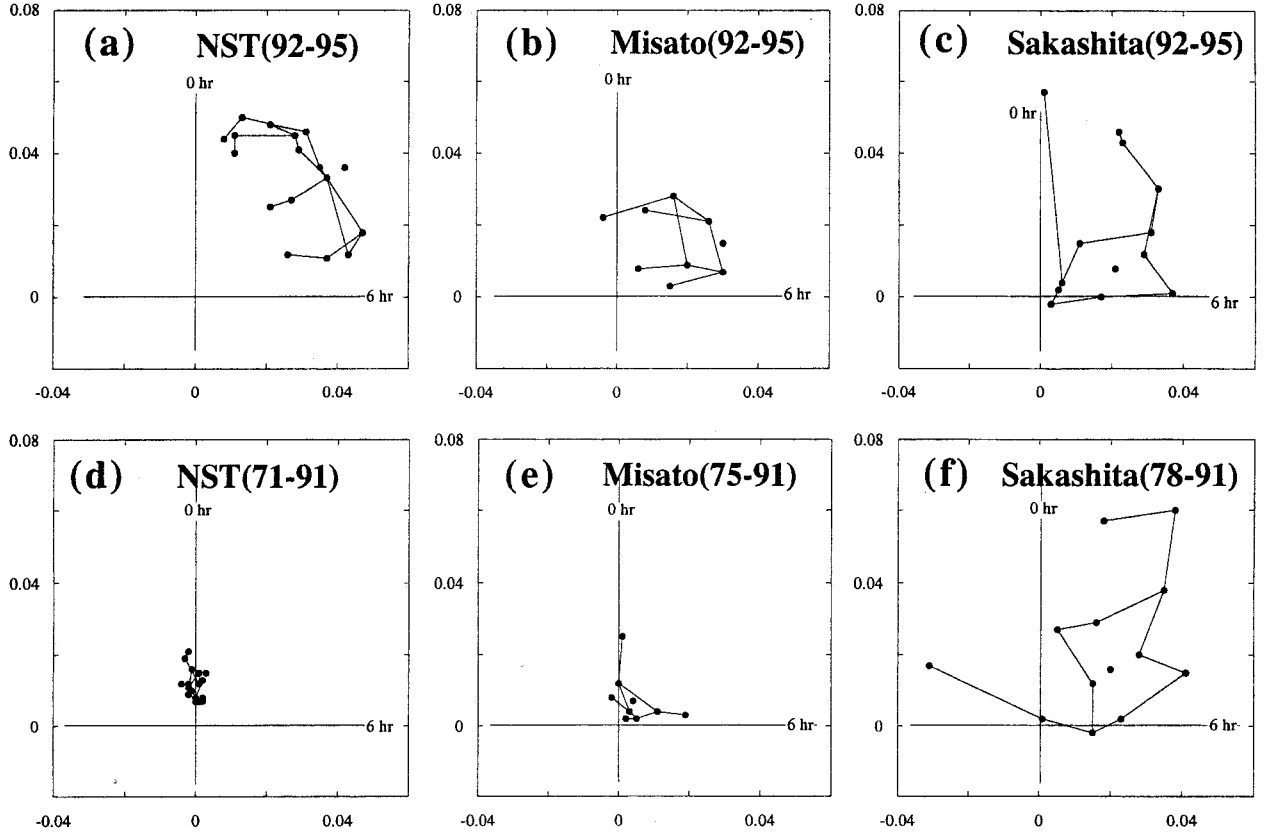 0.08
(a) NST(92-95)
0 hr
0.04
0
6 hr
-0.04 0 0.04
(b) Misato(92-95)
0 hr
6 hr
-0.04 0 0.04
(c) Sakashita(92-95)
0.08
0 hr
0.04
0
6 hr
-0.04 0 0.04
0.08
(d) NST(71-91)
0 hr
0.04
0
6 hr
-0.04 0 0.04
(e) Misato(75-91)
0.08
0 hr
0.04
0
6 hr
-0.04 0 0.04
(f) Sakashita(78-91)
0.08
0 hr
0.04
0
6 hr
-0.04 0 0.04